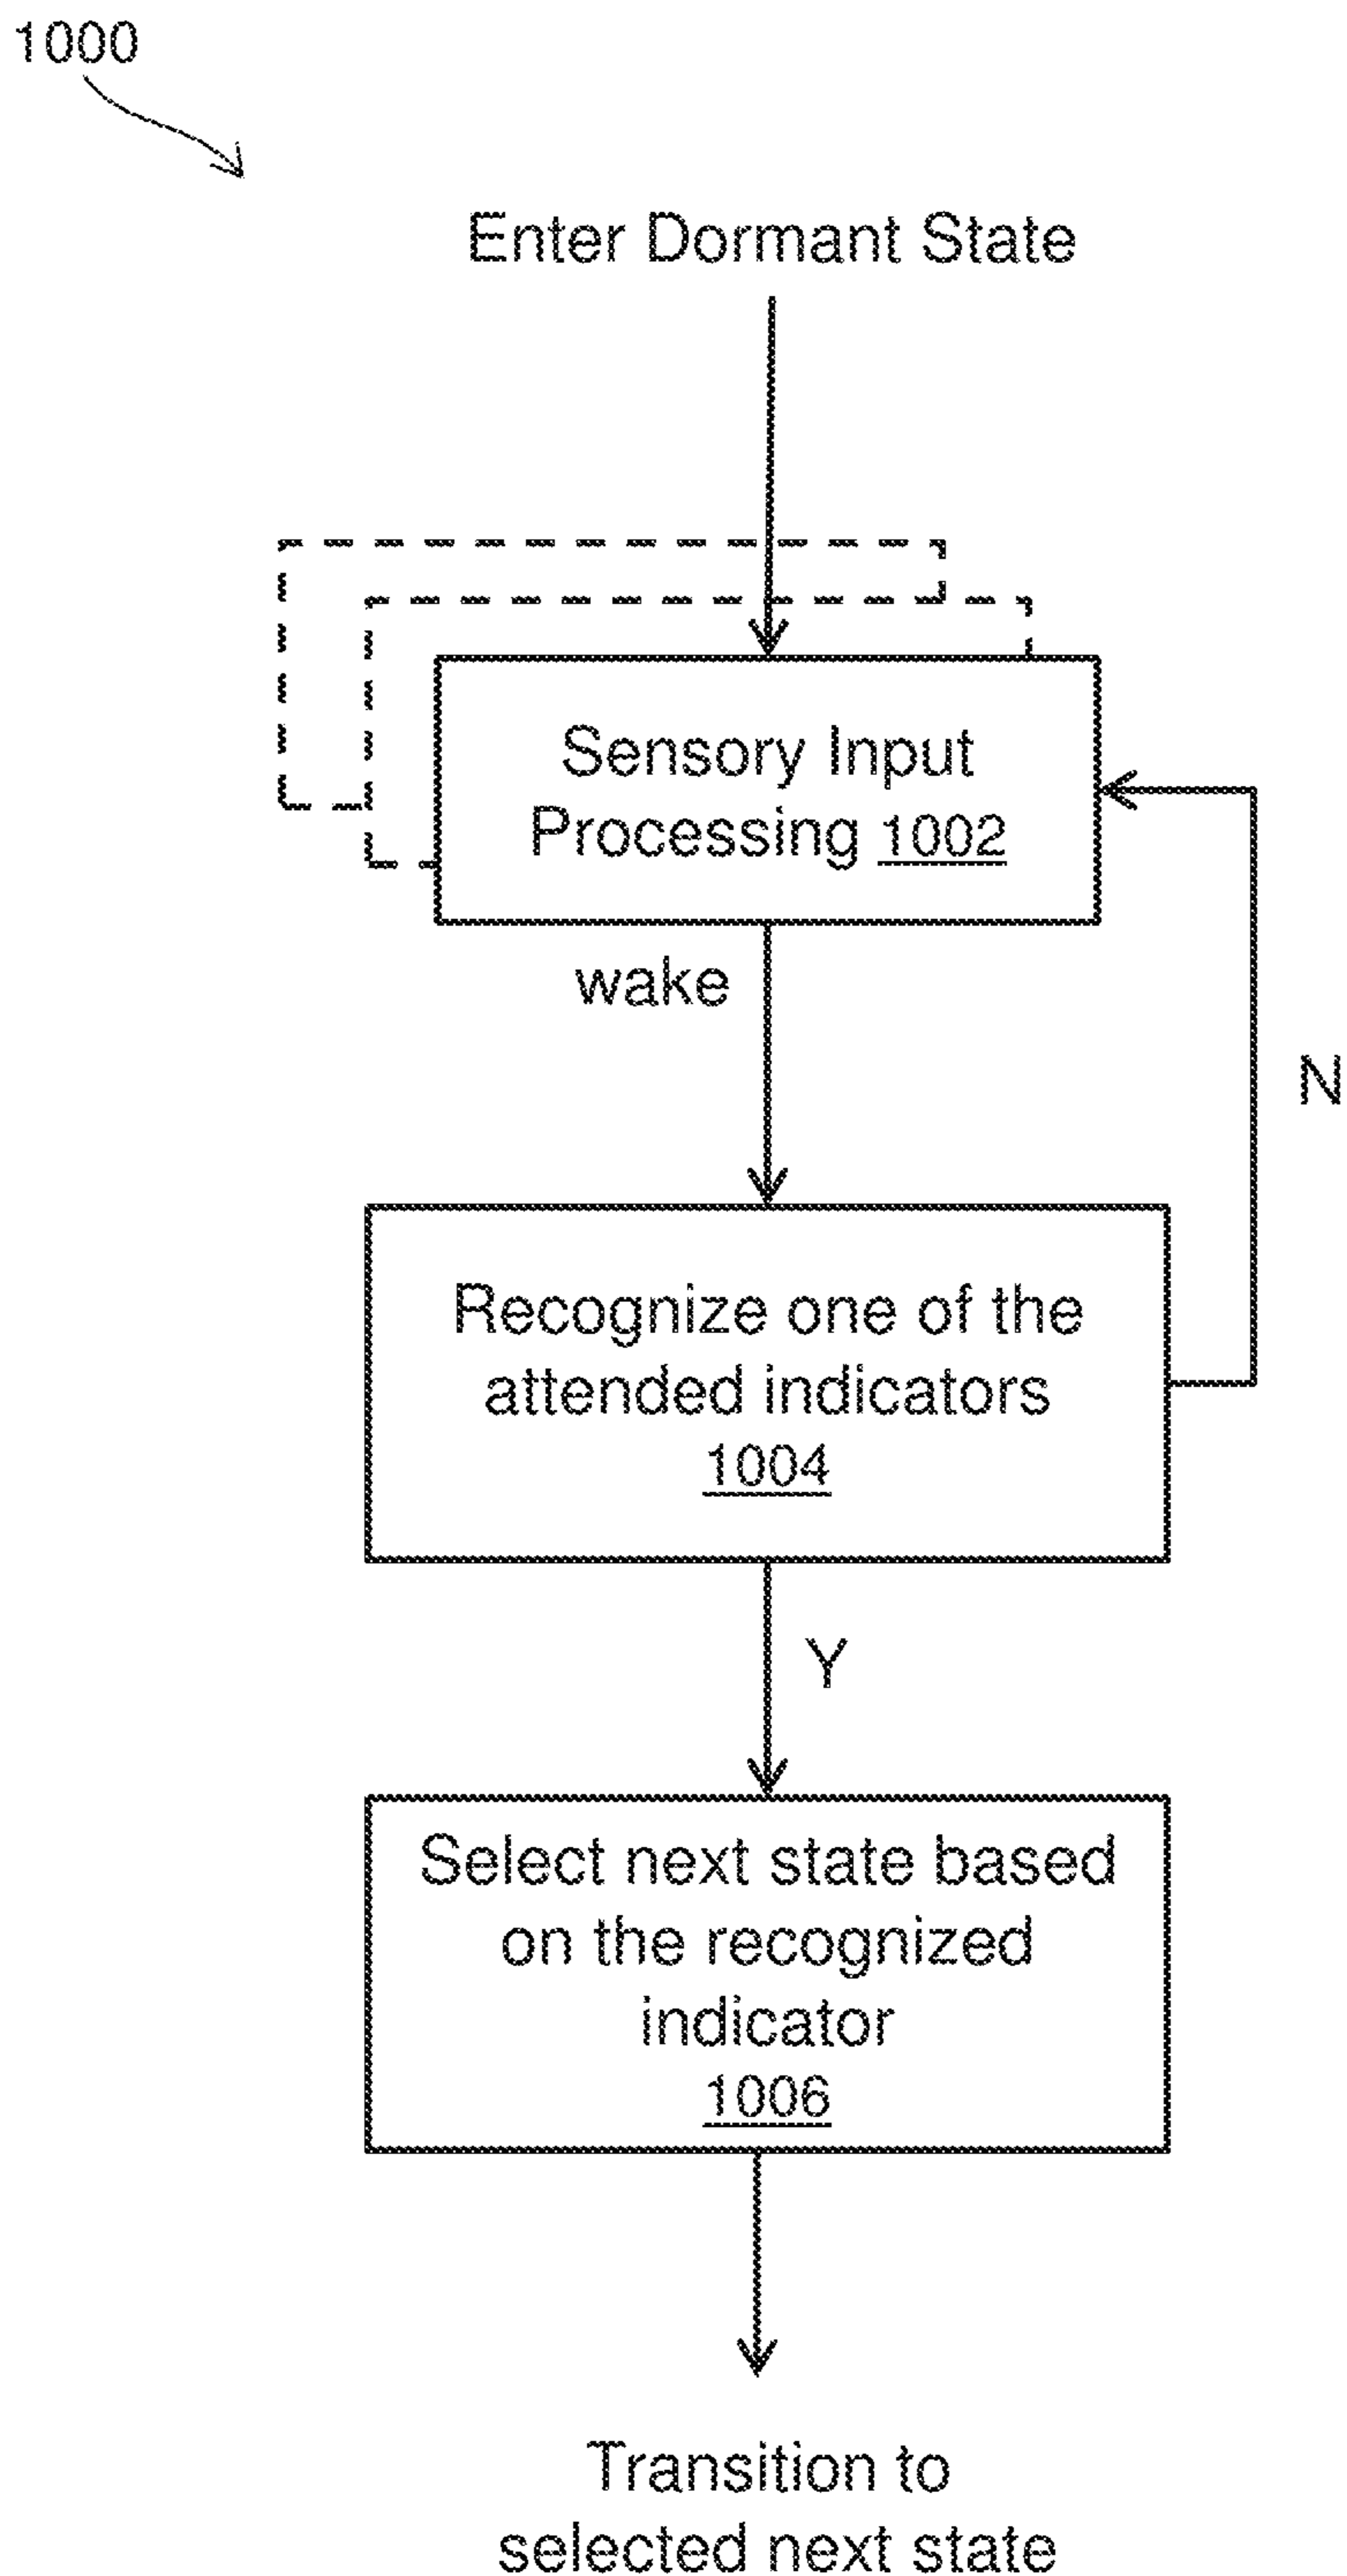 1000
Enter Dormant State
Sensory Input
Processing 1002
wake
N
Recognize one of the
attended indicators
1004
Y
Select next state based
on the recognized
indicator
1006
Transition to
selected next state